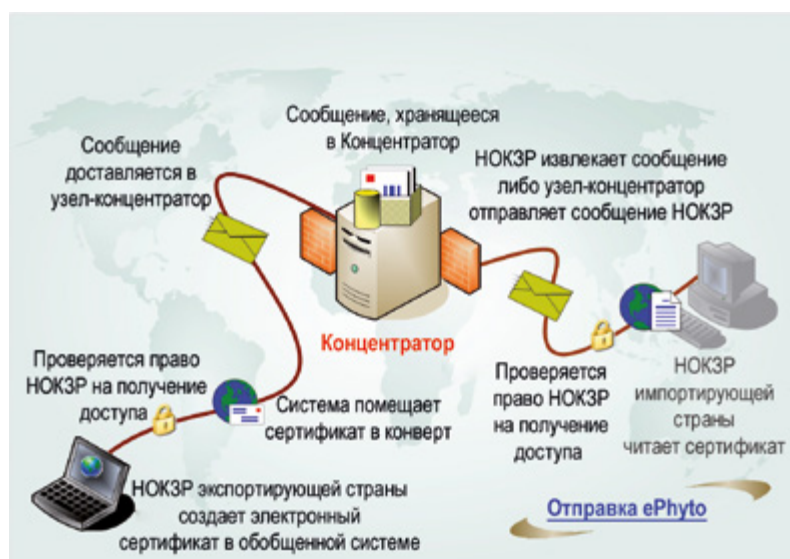 Сообщение, хранящееся
в Концентратор
Сообщение
доставляется в
узел-концентратор
НОКЗР извлекает сообщение
либо узел-концентратор
отправляет сообщение НОКЗР
Концентратор
Проверяется право
НОКЗР на получение
доступа
Система помещает
сертификат в конверт
Проверяется
право НОКЗР
на получение
доступа
НОКЗР
импортирующей
страны
читает сертификат
НОКЗР экспортирующей страны
создает электронный
сертификат в обобщенной системе
Отправка ePhyto